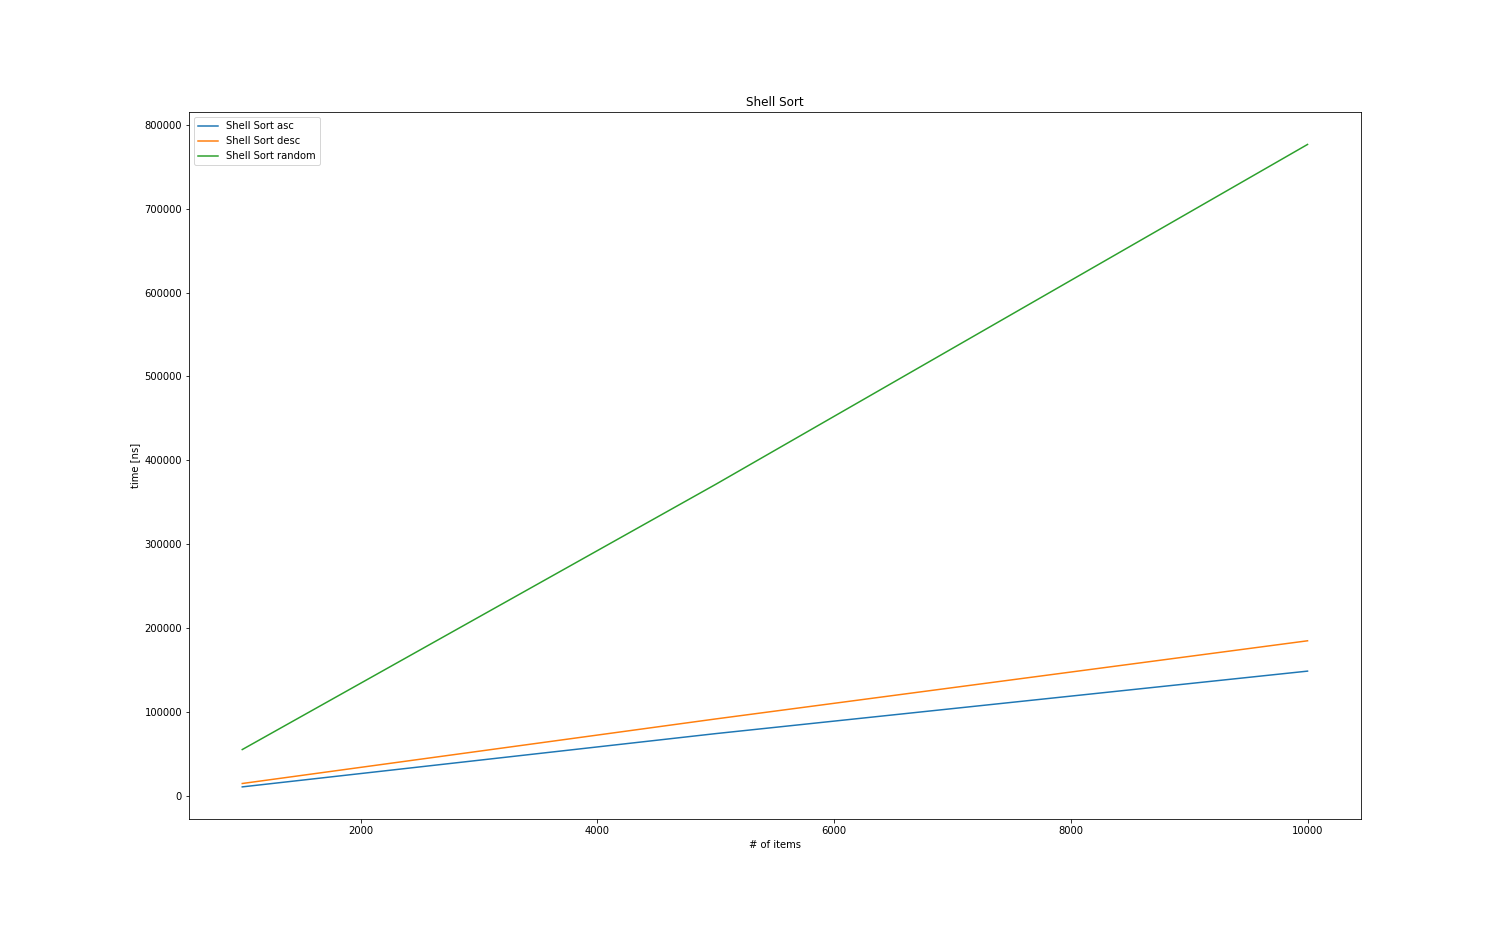 Shell Sort
Shell Sort asc
Shell Sort desc
Shell Sort random
800000
700000
600000
500000
400000
300000
200000
100000
0
time [ns]
2000 4000 6000 8000 10000
# of items